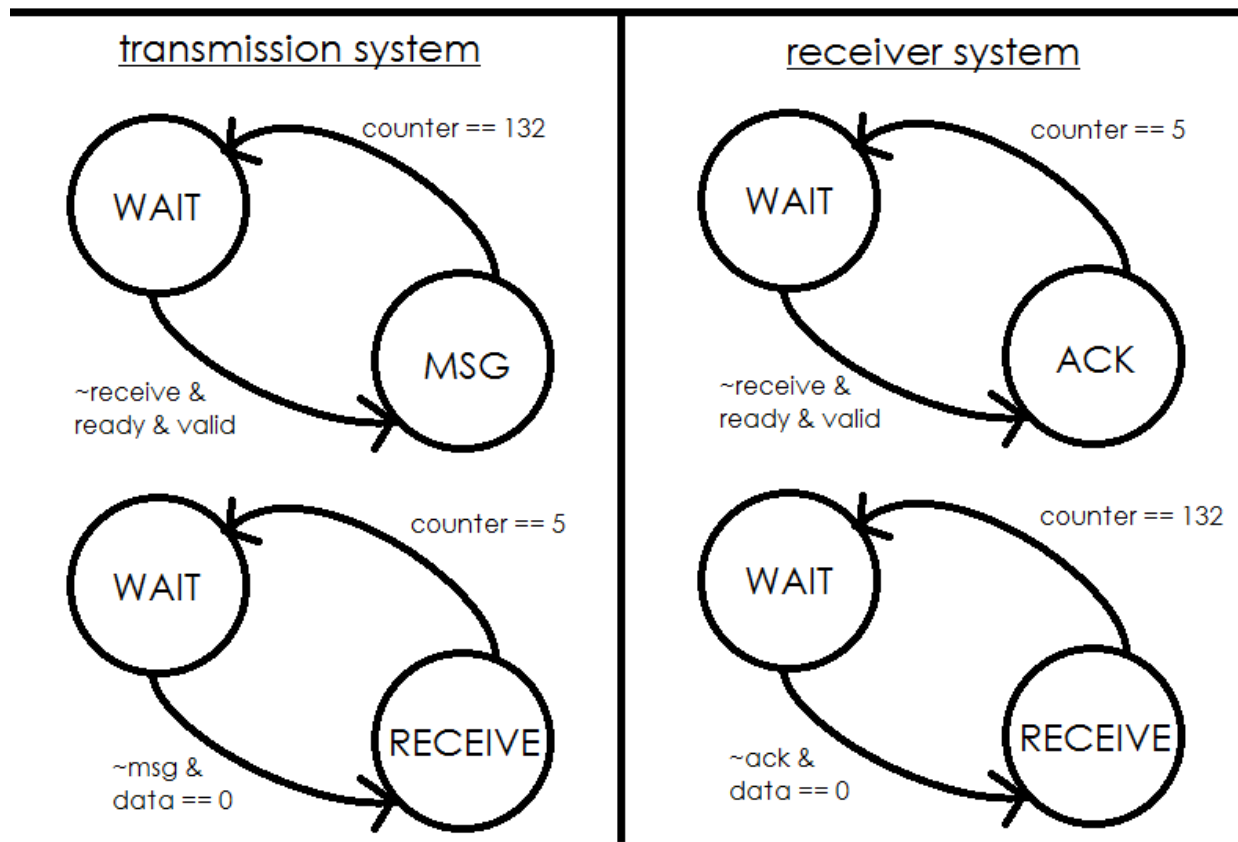 transmission system
counter == 132
WAIT
MSG
~receive &
ready & valid
counter == 5
WAIT
RECEIVE
~msg &
data == 0
receiver system
counter == 5
WAIT
ACK
~receive &
ready & valid
counter == 132
WAIT
RECEIVE
~ack &
data == 0